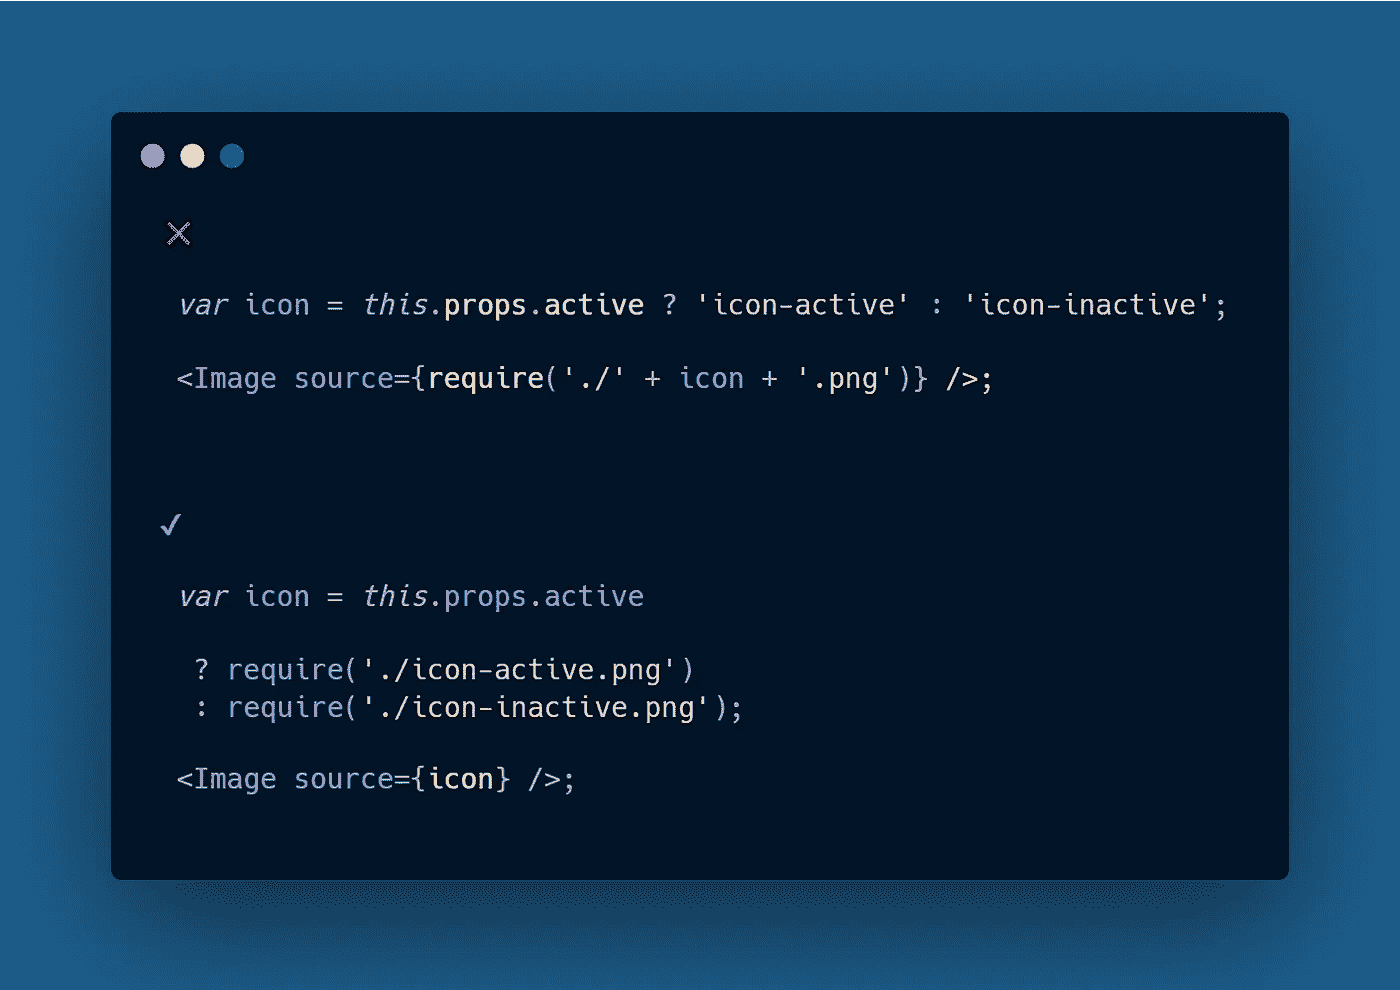 ✕
var icon = this.props.active ? 'icon-active' : 'icon-inactive';
<Image source={require('./' + icon + '.png')} />;
✓
var icon = this.props.active
? require('./icon-active.png')
: require('./icon-inactive.png');
<Image source={icon} />;